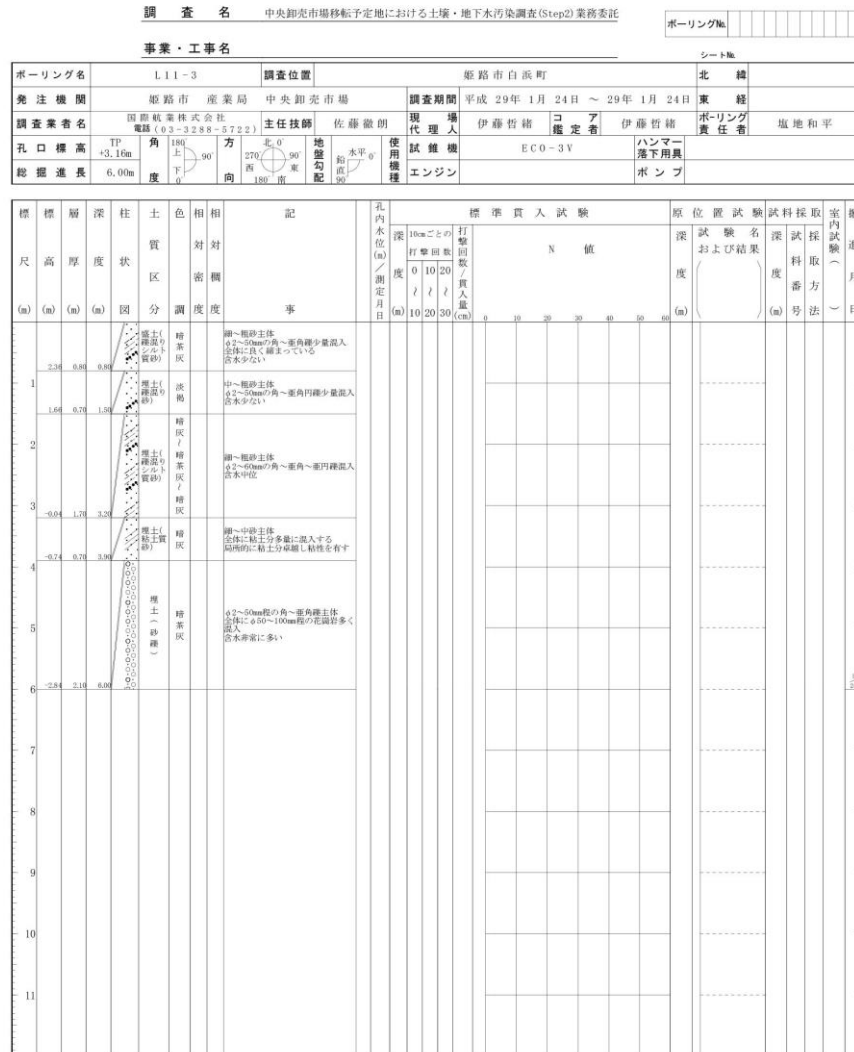 調査名 中央卸売市場移転予定地における土壌・地下水汚染調査(Step2)業務委託
ボーリング№
事業・工事名
シート№
ボーリング名 L11-3 調査位置 姫路市白浜町 北緯
発注機関 姫路市 産業局 中央卸売市場 調査期間 平成 29年 1月 24日 ～ 29年 1月 24日 東経
調査業者名 国際航業株式会社 電話(03-3288-5722) 主任技師 佐藤徹朗 現場代理人 伊藤哲緒 コア鑑定者 伊藤哲緒 ボーリング責任者 塩地和平
孔口標高 TP +3.16m 角度 180° 上 下 0° 90° 方向 北 0° 270° 西 90° 東 180° 南 地盤勾配 水平 0° 鉛直 90° 使用機種 試錐機 ECO-3V ハンマー落下用具
総掘進長 6.00m エンジン ポンプ
標尺(m) 標高(m) 層厚(m) 深度(m) 柱状図 土質区分 色調 相対密度 相対稠度 記事 孔内水位(m)/測定月日 標準貫入試験 原位置試験 試料採取 室内試験( )
深度(m) 10cmごとの打撃回数 打撃回数/貫入量(cm) N値 深度(m) 試験名および結果( ) 深度(m) 試料番号 採取方法
0 10 20
～ ～ ～
10 20 30
0 10 20 30 40 50 60
2.36 0.80 0.80 盛土(礫混りシルト質砂) 暗茶灰 細～粗砂主体
φ2～50mmの角～亜角礫少量混入
全体に良く締まっている
含水少ない
1
1.66 0.70 1.50 埋土(礫混り砂) 淡褐 中～粗砂主体
φ2～50mmの角～亜角円礫少量混入
含水少ない
2
3
-0.04 1.70 3.20 埋土(礫混りシルト質砂) 暗灰～暗茶灰～暗灰 細～粗砂主体
φ2～60mmの角～亜角～亜円礫混入
含水中位
-0.74 0.70 3.90 埋土(粘土質砂) 暗灰 細～中砂主体
全体に粘土分多量に混入する
局所的に粘土分卓越し粘性を有す
4
5
6
-2.84 2.10 6.00 埋土(砂礫) 暗茶灰 φ2～50mm程の角～亜角礫主体
全体にφ50～100mm程の花崗岩多く
混入
含水非常に多い
7
8
9
10
11